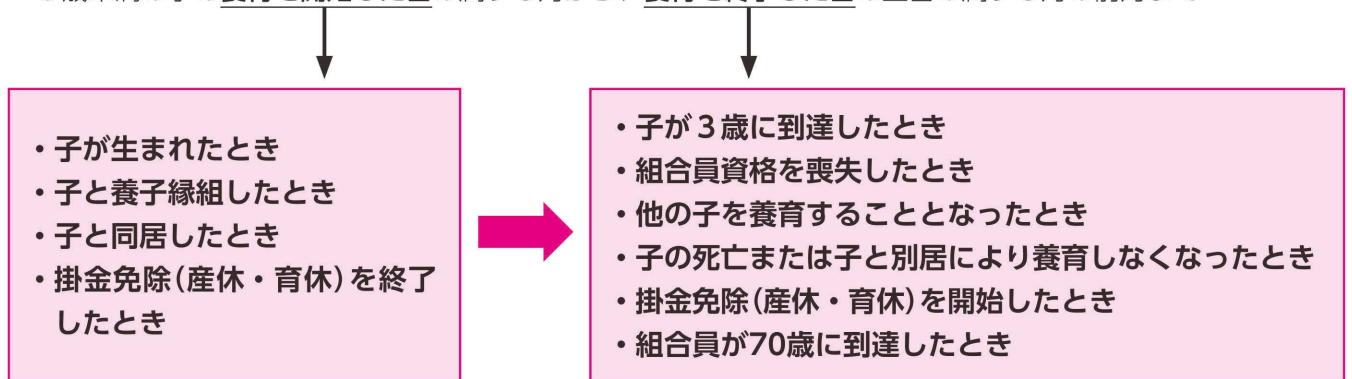 ・子が生まれたとき
・子と養子縁組したとき
・子と同居したとき
・掛金免除(産休・育休)を終了
したとき
・子が３歳に到達したとき
・組合員資格を喪失したとき
・他の子を養育することとなったとき
・子の死亡または子と別居により養育しなくなったとき
・掛金免除(産休・育休)を開始したとき
・組合員が70歳に到達したとき